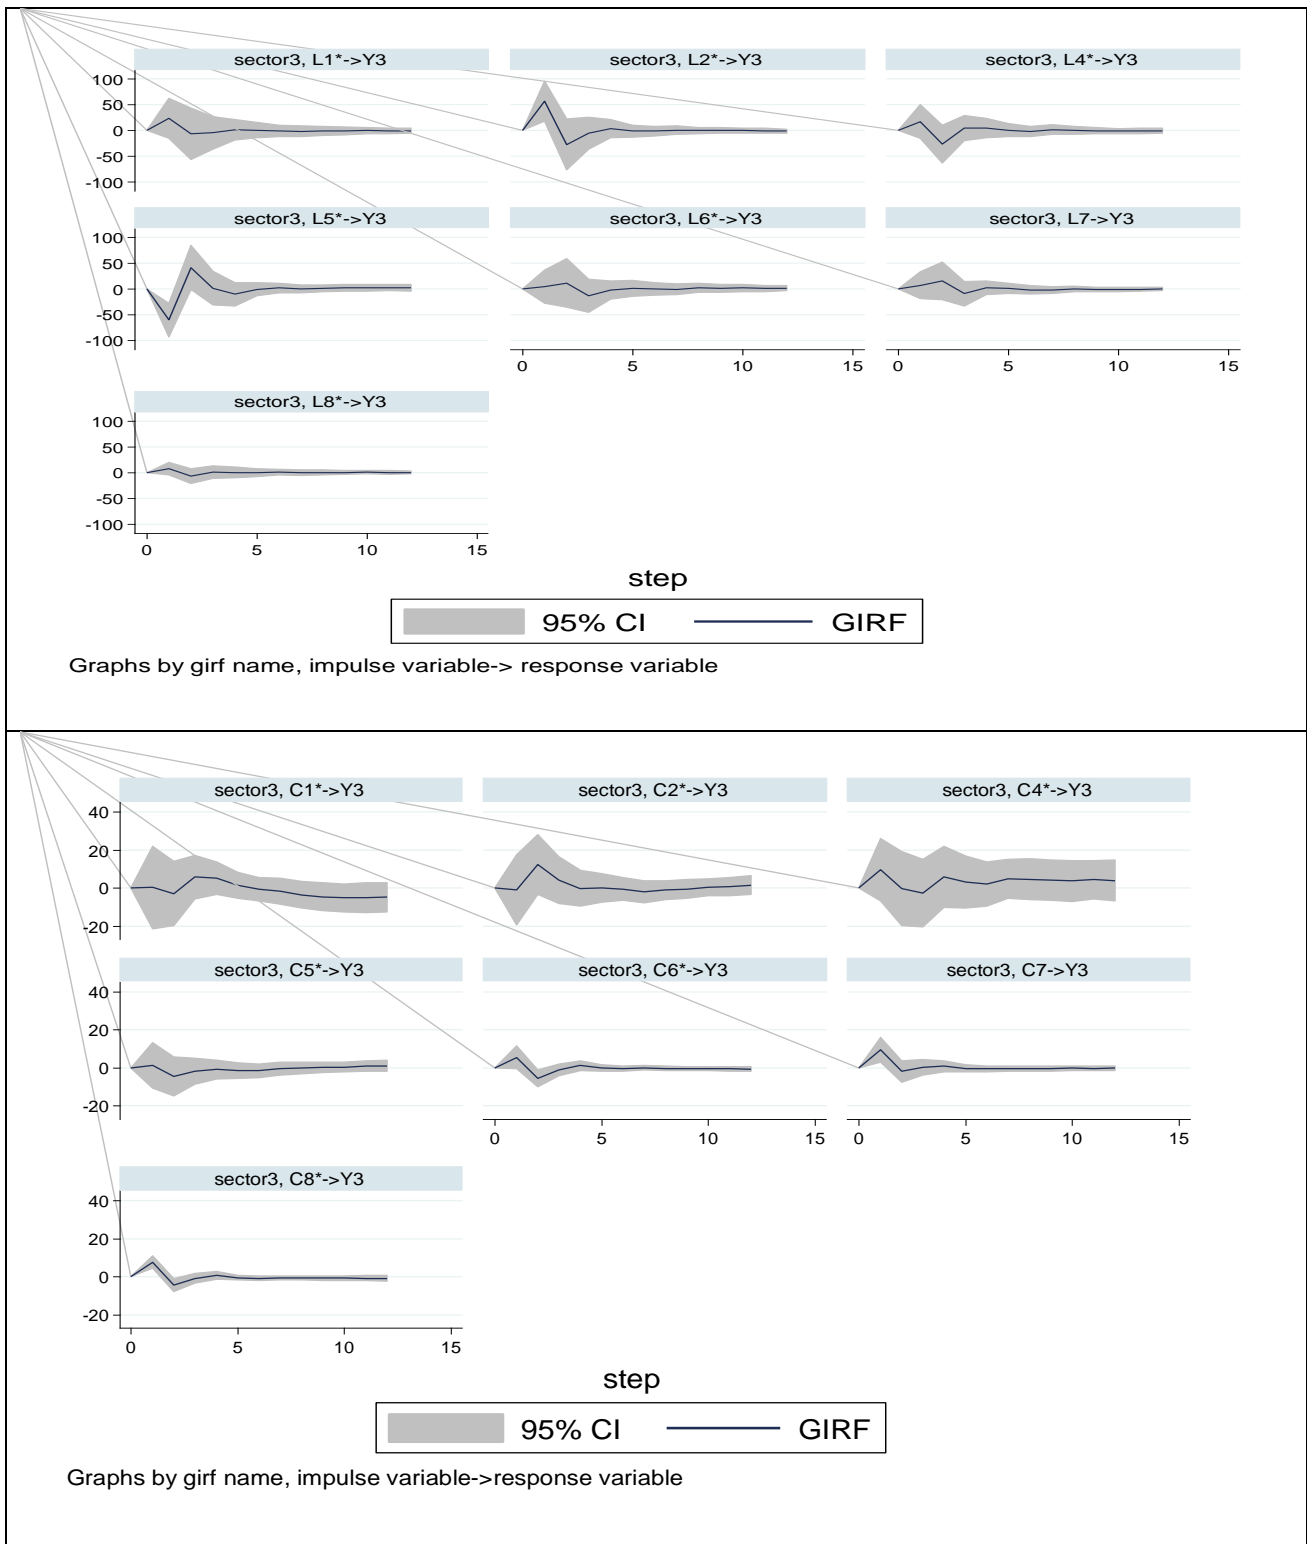 sector3, L1*->Y3 sector3, L2*->Y3 sector3, L4*->Y3
100
50
0
-50
-100
sector3, L5*->Y3 sector3, L6*->Y3 sector3, L7->Y3
100
50
0
-50
-100
0 5 10 15 0 5 10 15
sector3, L8*->Y3
100
50
0
-50
-100
0 5 10 15
step
95% CI GIRF
Graphs by girf name, impulse variable-> response variable
sector3, C1*->Y3 sector3, C2*->Y3 sector3, C4*->Y3
40
20
0
-20
sector3, C5*->Y3 sector3, C6*->Y3 sector3, C7->Y3
40
20
0
-20
0 5 10 15 0 5 10 15
sector3, C8*->Y3
40
20
0
-20
0 5 10 15
step
95% CI GIRF
Graphs by girf name, impulse variable->response variable